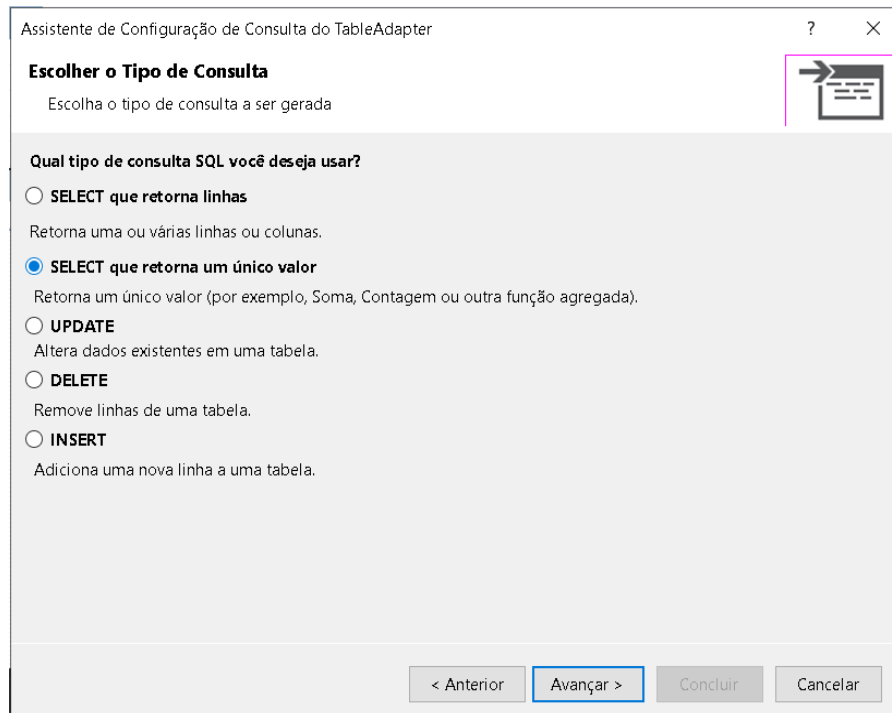 Assistente de Configuração de Consulta do TableAdapter
Escolher o Tipo de Consulta
Escolha o tipo de consulta a ser gerada
Qual tipo de consulta SQL você deseja usar?
SELECT que retorna linhas
Retorna uma ou várias linhas ou colunas.
SELECT que retorna um único valor
Retorna um único valor (por exemplo, Soma, Contagem ou outra função agregada).
UPDATE
Altera dados existentes em uma tabela.
DELETE
Remove linhas de uma tabela.
INSERT
Adiciona uma nova linha a uma tabela.
< Anterior Avançar > Concluir Cancelar